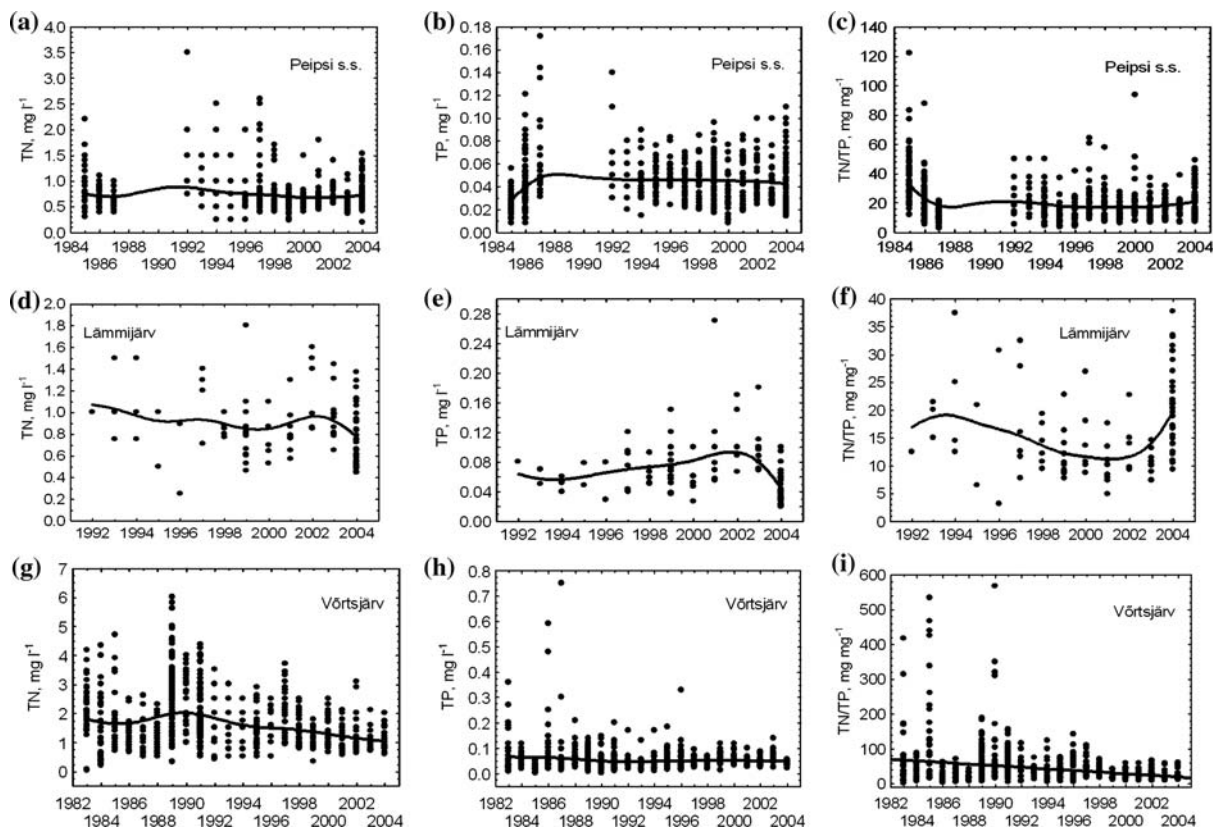 (a)
TN, mg l-1
4.0
3.5
3.0
2.5
2.0
1.5
1.0
0.5
0.0
Peipsi s.s.
1984 1988 1992 1996 2000 2004
1986 1990 1994 1998 2002
(b)
TP, mg l-1
0.18
0.16
0.14
0.12
0.10
0.08
0.06
0.04
0.02
0.00
Peipsi s.s.
1984 1988 1992 1996 2000 2004
1986 1990 1994 1998 2002
(c)
TN/TP, mg mg-1
140
120
100
80
60
40
20
0
Peipsi s.s.
1984 1988 1992 1996 2000 2004
1986 1990 1994 1998 2002
(d)
TN, mg l-1
2.0
1.8
1.6
1.4
1.2
1.0
0.8
0.6
0.4
0.2
0.0
Lämmijärv
1992 1994 1996 1998 2000 2002 2004
(e)
TP, mg l-1
0.28
0.24
0.20
0.16
0.12
0.08
0.04
0.00
Lämmijärv
1992 1994 1996 1998 2000 2002 2004
(f)
TN/TP, mg mg-1
40
35
30
25
20
15
10
5
0
Lämmijärv
1992 1994 1996 1998 2000 2002 2004
(g)
TN, mg l-1
7
6
5
4
3
2
1
0
Võrtsjärv
1982 1986 1990 1994 1998 2002
1984 1988 1992 1996 2000 2004
(h)
TP, mg l-1
0.8
0.7
0.6
0.5
0.4
0.3
0.2
0.1
0.0
Võrtsjärv
1982 1986 1990 1994 1998 2002
1984 1988 1992 1996 2000 2004
(i)
TN/TP, mg mg-1
600
500
400
300
200
100
50
0
Võrtsjärv
1982 1986 1990 1994 1998 2002
1984 1988 1992 1996 2000 2004